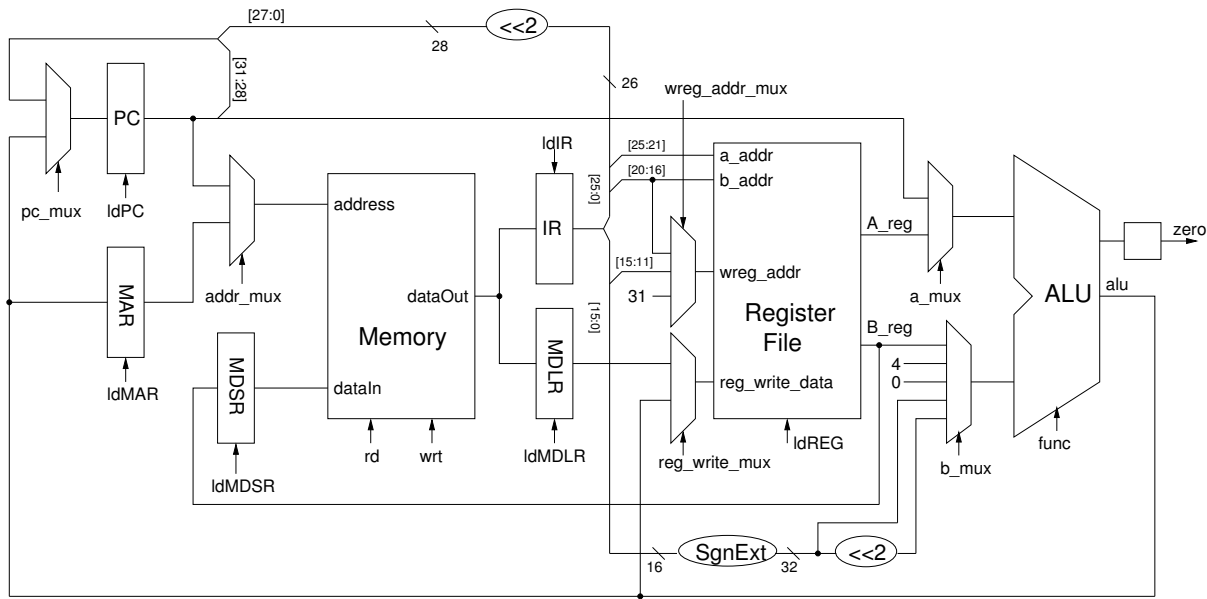 [27:0]
28
<<2
26
[31:28]
wreg_addr_mux
PC
ldIR
[25:21]
a_addr
[20:16]
b_addr
[25:0]
pc_mux
ldPC
address
IR
A_reg
zero
MAR
addr_mux
dataOut
[15:11]
wreg_addr
31
a_mux
ALU
alu
Memory
[15:0]
Register
File
B_reg
MDSR
MDLR
4
0
ldMAR
dataIn
reg_write_data
ldMDSR
rd
wrt
ldMDLR
reg_write_mux
ldREG
b_mux
func
16
SgnExt
32
<<2